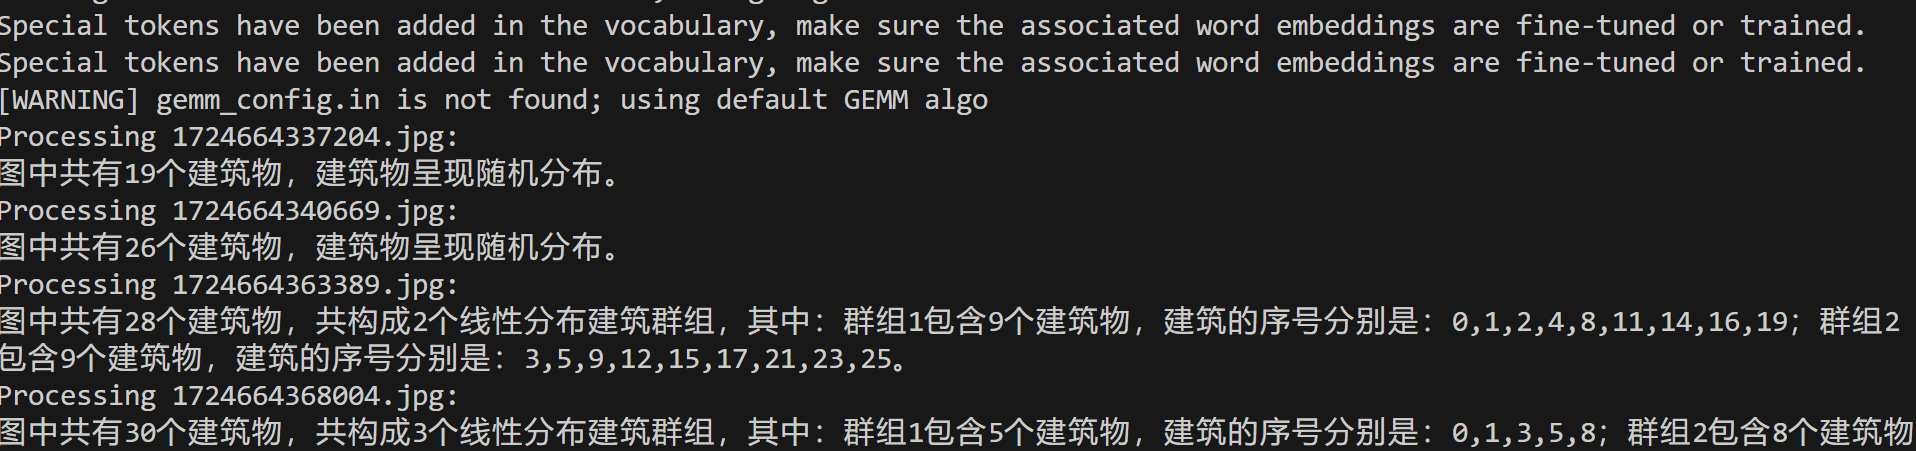 Special tokens have been added in the vocabulary, make sure the associated word embeddings are fine-tuned or trained.
Special tokens have been added in the vocabulary, make sure the associated word embeddings are fine-tuned or trained.
[WARNING] gemm_config.in is not found; using default GEMM algo
Processing 1724664337204.jpg:
图中共有19个建筑物，建筑物呈现随机分布。
Processing 1724664340669.jpg:
图中共有26个建筑物，建筑物呈现随机分布。
Processing 1724664363389.jpg:
图中共有28个建筑物，共构成2个线性分布建筑群组，其中：群组1包含9个建筑物，建筑的序号分别是：0,1,2,4,8,11,14,16,19；群组2
包含9个建筑物，建筑的序号分别是：3,5,9,12,15,17,21,23,25。
Processing 1724664368004.jpg:
图中共有30个建筑物，共构成3个线性分布建筑群组，其中：群组1包含5个建筑物，建筑的序号分别是：0,1,3,5,8；群组2包含8个建筑物